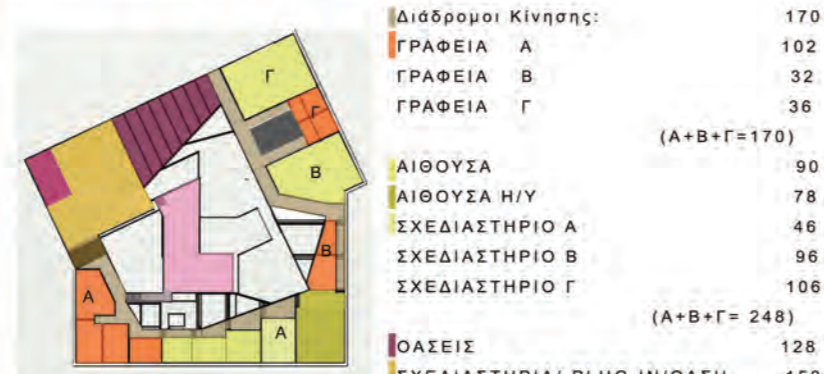 Διάδρομοι Κίνησης: 170
ΓΡΑΦΕΙΑ Α 102
ΓΡΑΦΕΙΑ Β 32
ΓΡΑΦΕΙΑ Γ 36
(Α+Β+Γ=170)
ΑΙΘΟΥΣΑ 90
ΑΙΘΟΥΣΑ Η/Υ 78
ΣΧΕΔΙΑΣΤΗΡΙΟ Α 46
ΣΧΕΔΙΑΣΤΗΡΙΟ Β 96
ΣΧΕΔΙΑΣΤΗΡΙΟ Γ 106
(Α+Β+Γ= 248)
ΟΑΣΕΙΣ 128
Γ
Γ
Β
Β
Α
Α